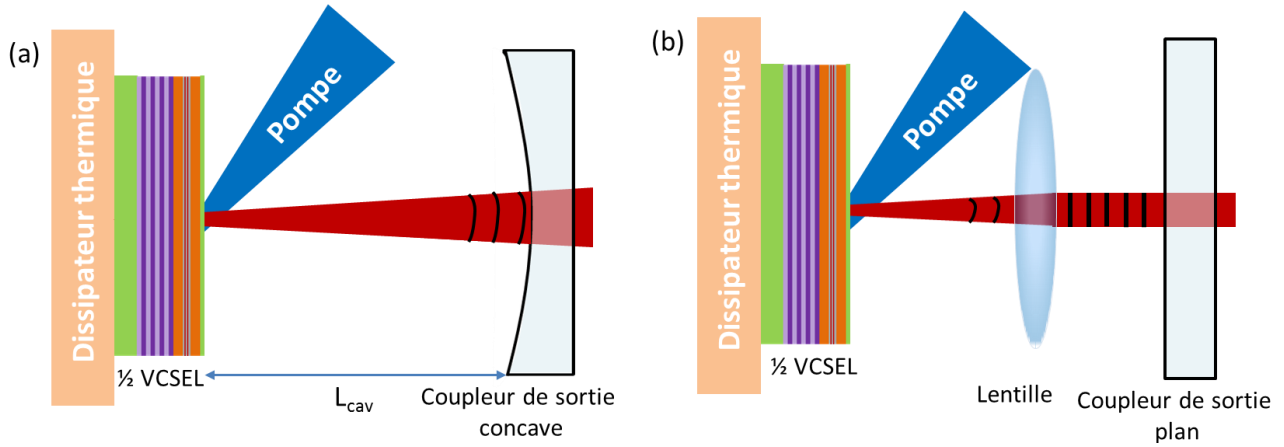 (a)
Dissipateur thermique
Pompe
½ VCSEL
L_cav
Coupleur de sortie
concave
(b)
Dissipateur thermique
Pompe
½ VCSEL
Lentille
Coupleur de sortie
plan